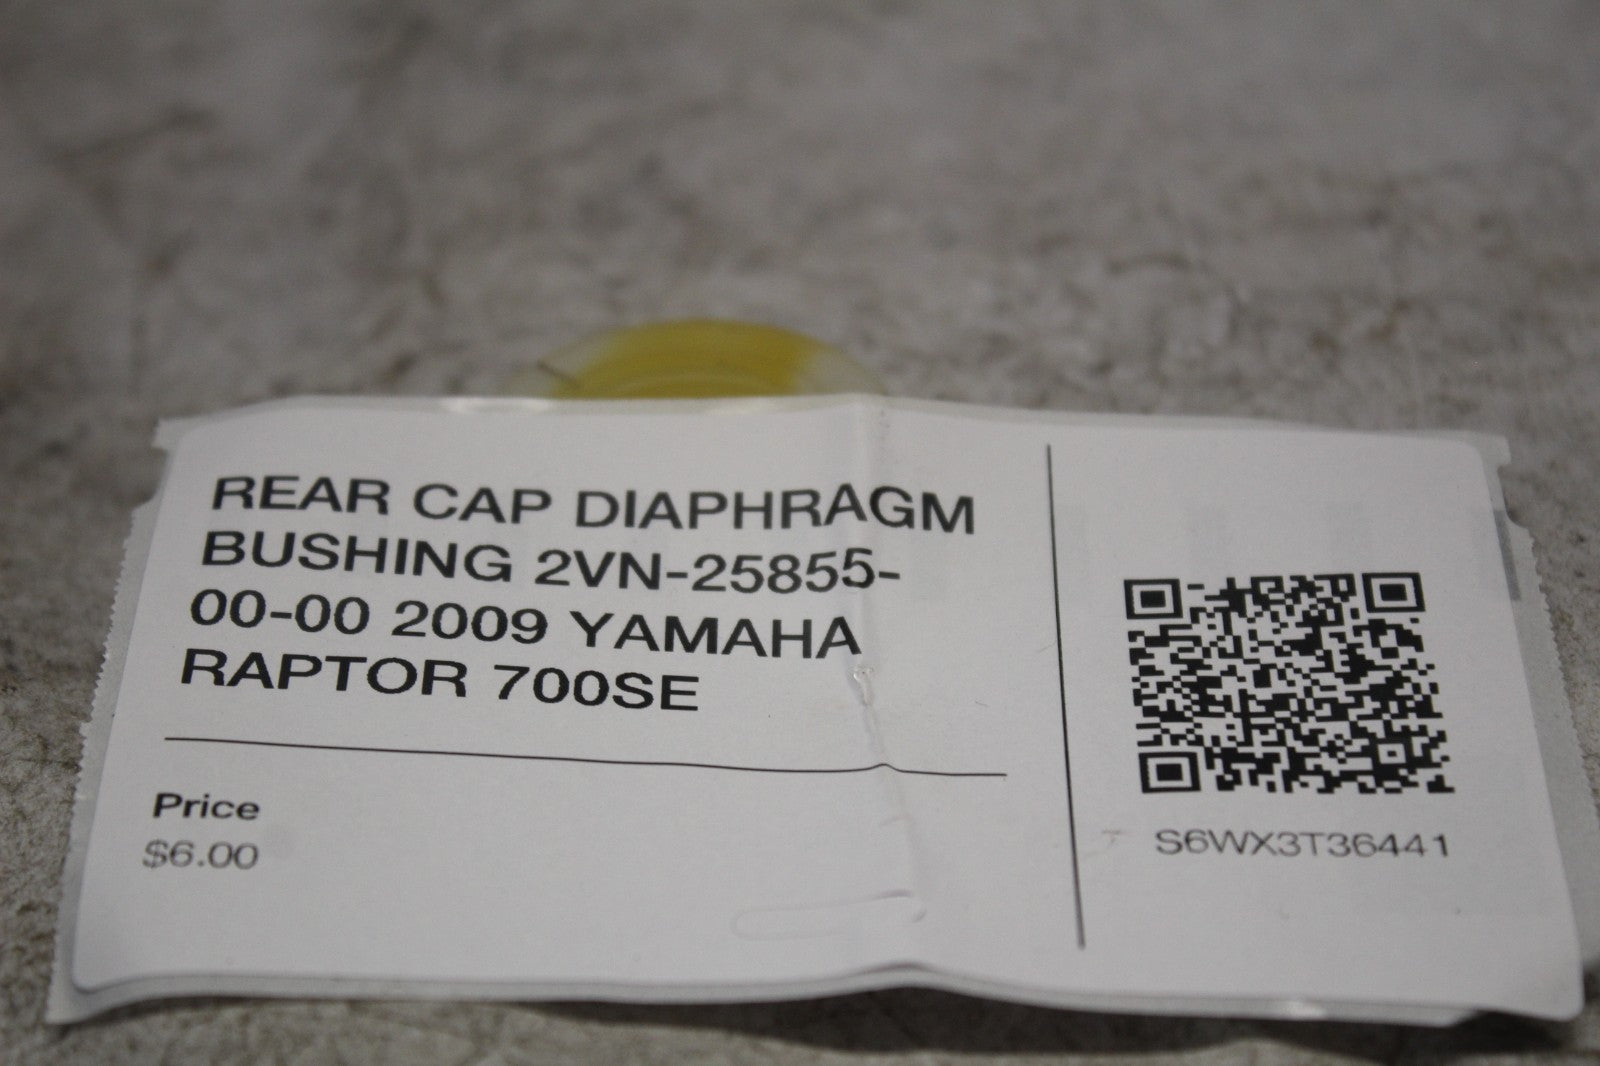 REAR CAP DIAPHRAGM
BUSHING 2VN-25855-
00-00 2009 YAMAHA
RAPTOR 700SE
Price
$6.00
S6WX3T36441